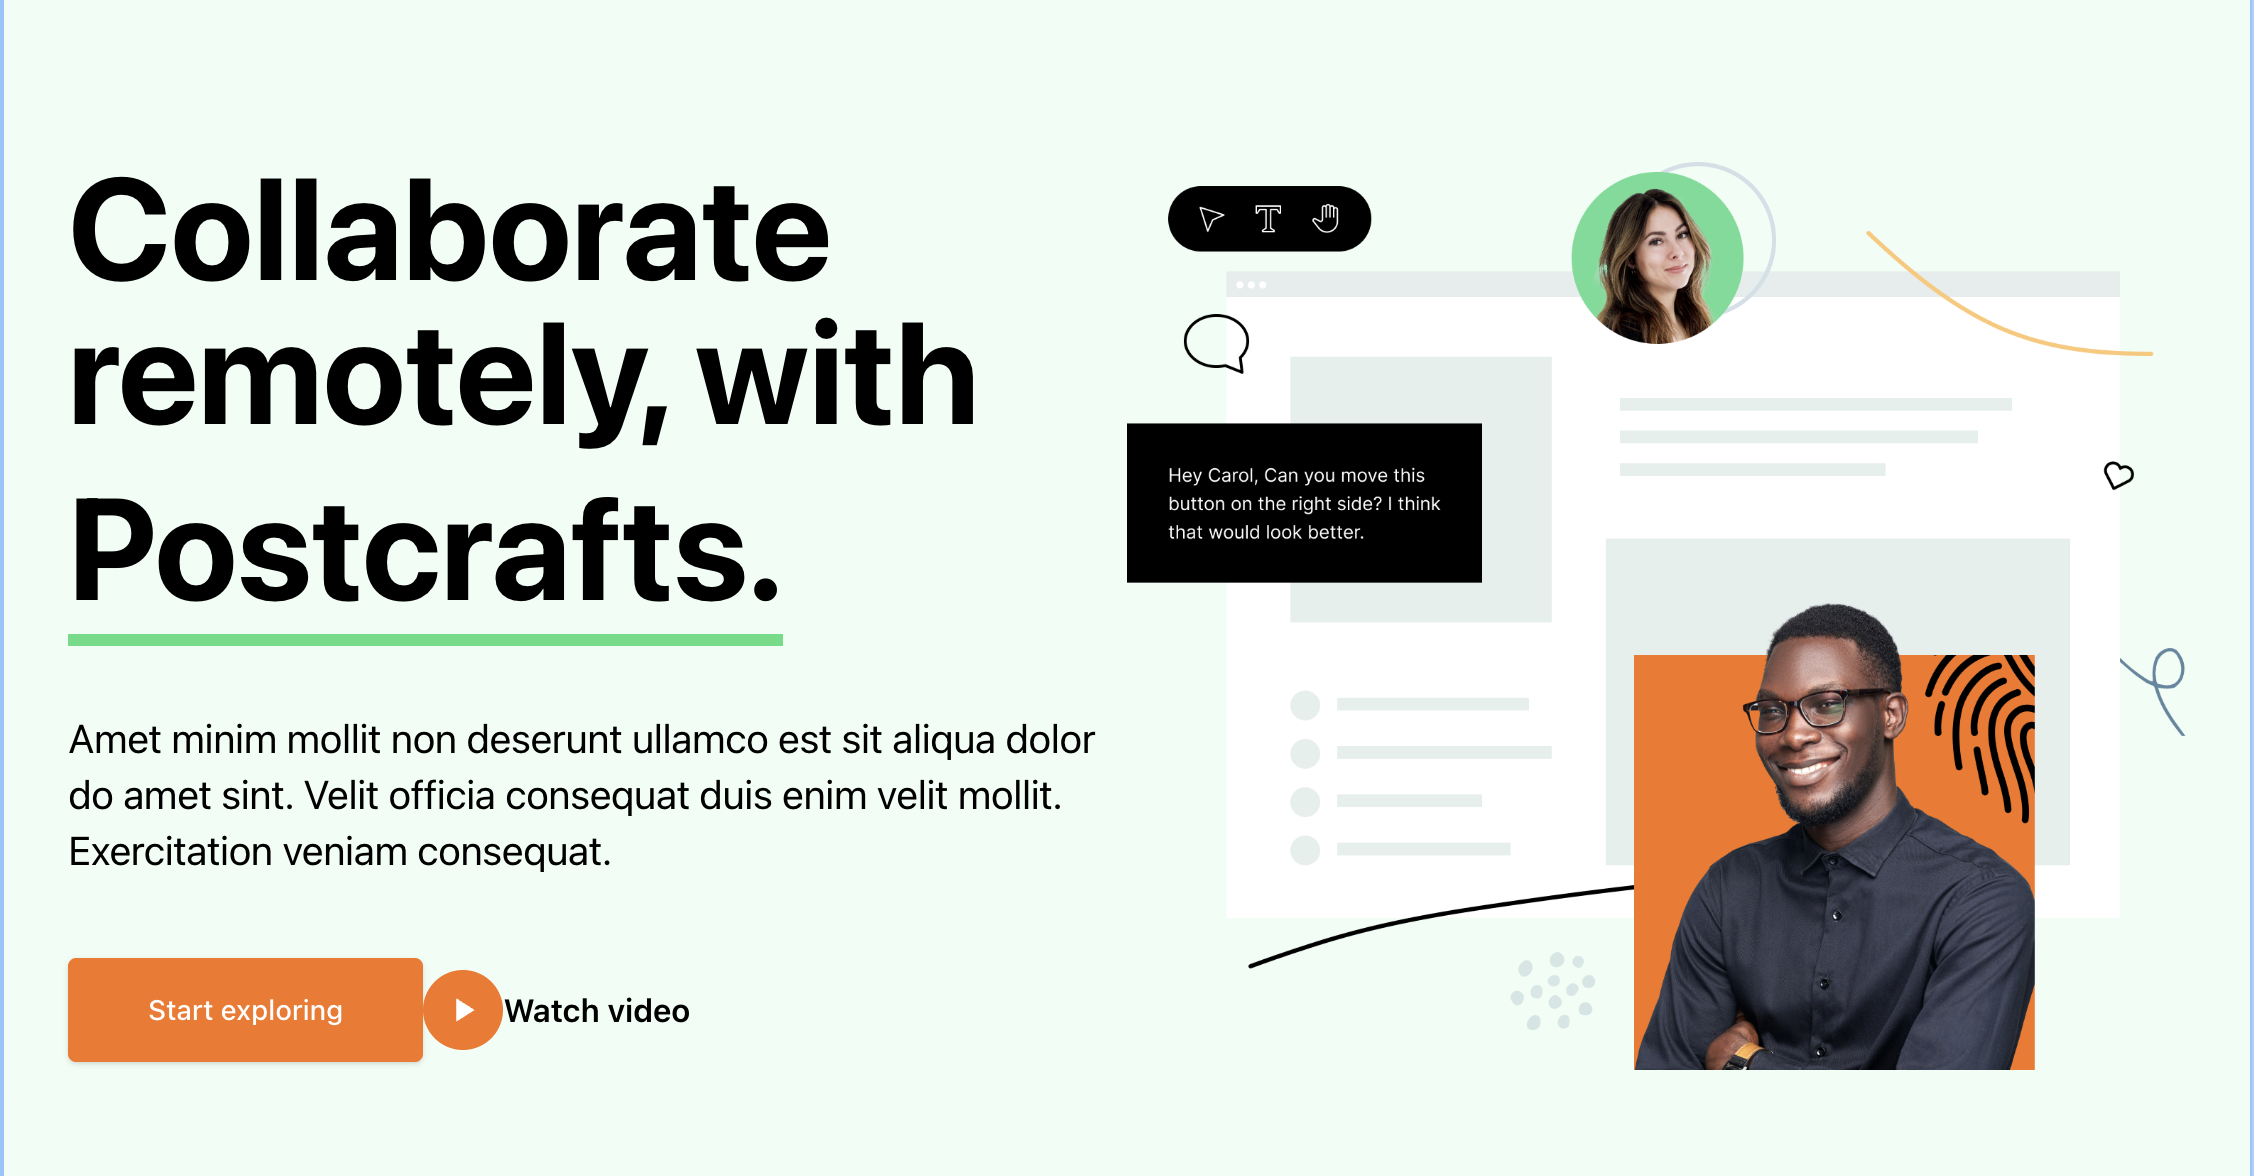 Collaborate
remotely, with
Postcrafts.
Amet minim mollit non deserunt ullamco est sit aliqua dolor
do amet sint. Velit officia consequat duis enim velit mollit.
Exercitation veniam consequat.
Start exploring
Watch video
T
Hey Carol, Can you move this
button on the right side? I think
that would look better.